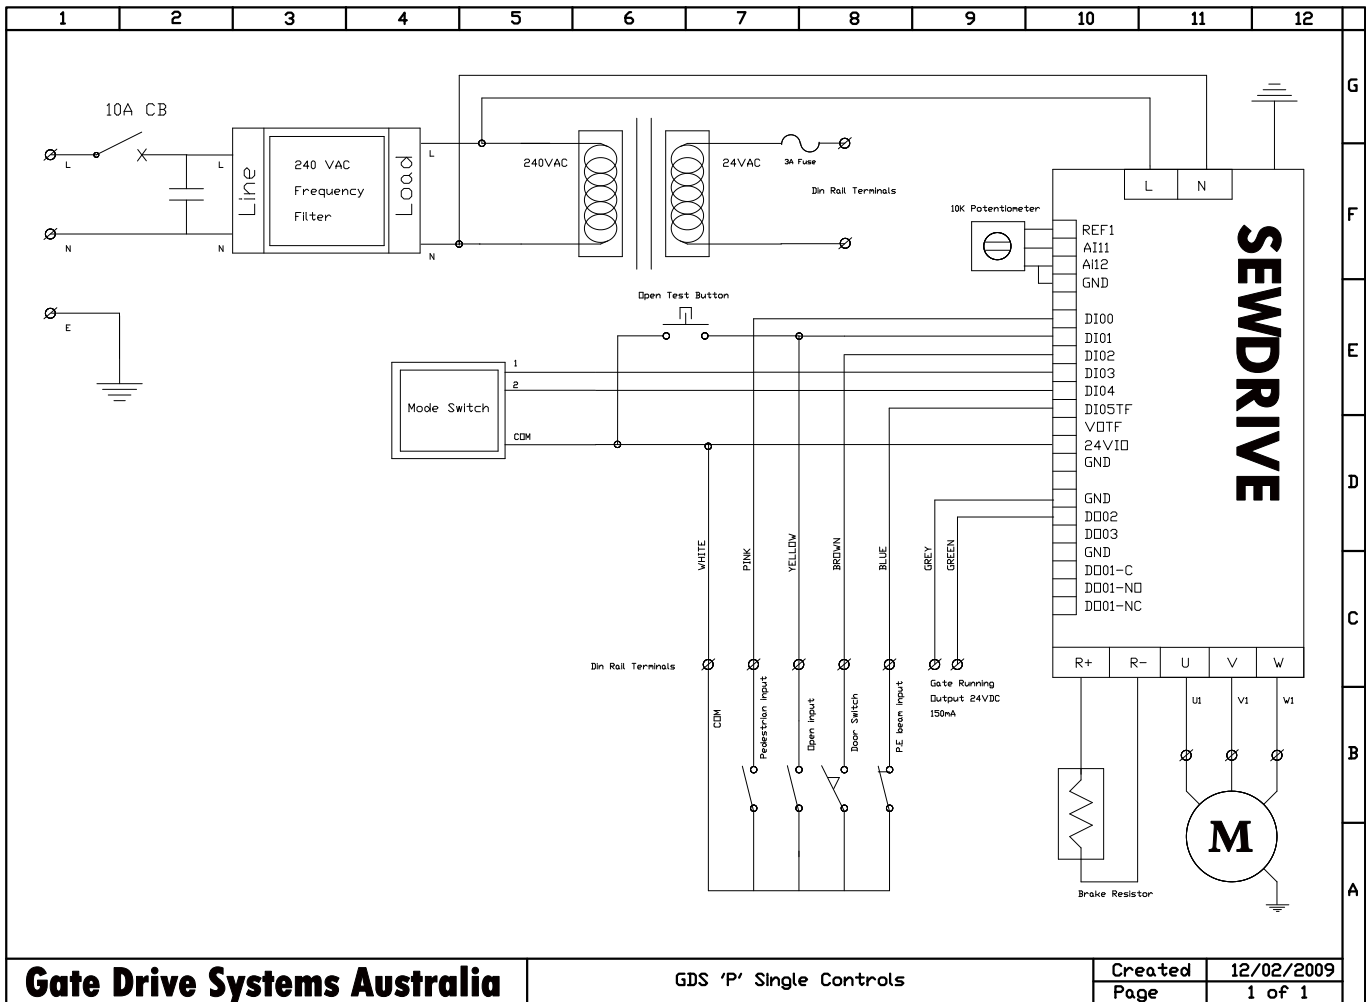 1 2 3 4 5 6 7 8 9 10 11 12
G
F
E
D
C
B
A
10A CB
L
N
E
L
N
Line
240 VAC
Frequency
Filter
Load
L
N
240VAC
24VAC
3A Fuse
Din Rail Terminals
10K Potentiometer
L N
SEWDRIVE
REF1
AI11
AI12
GND
DI00
DI01
DI02
DI03
DI04
DI05TF
VOTF
24VIO
GND
GND
DO02
DO03
GND
DO01-C
DO01-NO
DO01-NC
Open Test Button
Mode Switch
1
2
COM
WHITE
PINK
YELLOW
BROWN
BLUE
GREY
GREEN
Din Rail Terminals
COM
Pedestrian input
Open input
Door Switch
P.E beam input
Gate Running
Output 24VDC
150mA
R+ R- U V W
U1 V1 W1
M
Brake Resistor
Gate Drive Systems Australia
GDS 'P' Single Controls
Created 12/02/2009
Page 1 of 1